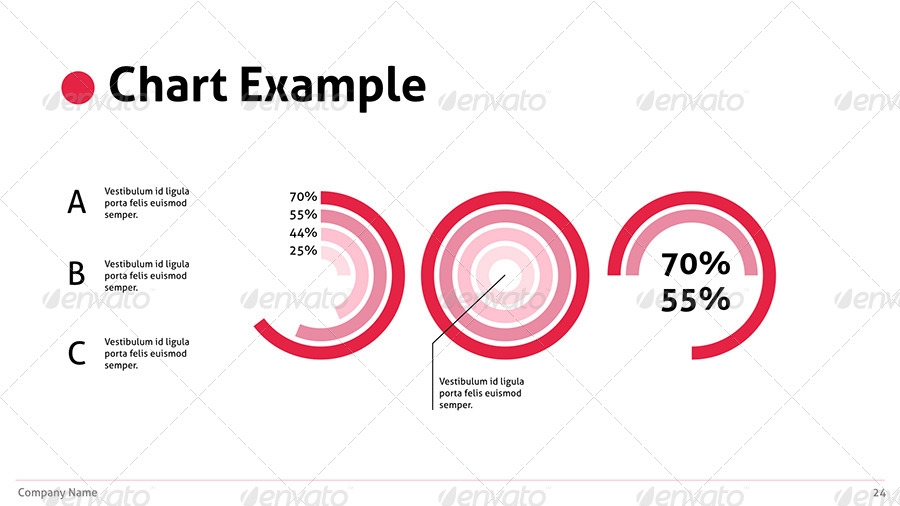 Chart Example
A
Vestibulum id ligula
porta felis euismod
semper.
B
Vestibulum id ligula
porta felis euismod
semper.
C
Vestibulum id ligula
porta felis euismod
semper.
70%
55%
44%
25%
Vestibulum id ligula
porta felis euismod
semper.
70%
55%
Company Name
24
envato